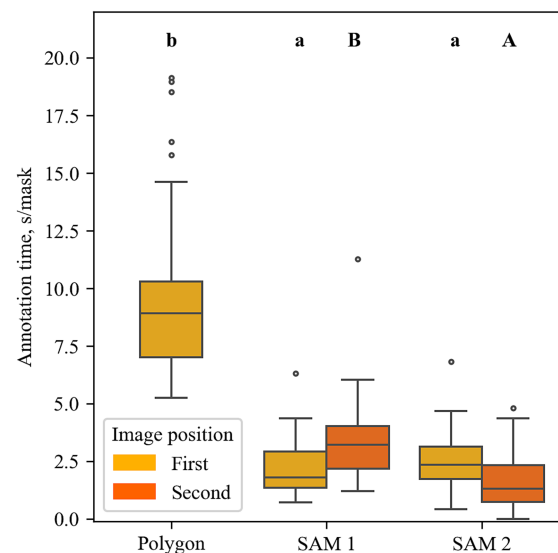 b a B a A
20.0
17.5
15.0
12.5
10.0
7.5
5.0
2.5
0.0
Annotation time, s/mask
Image position
First
Second
Polygon SAM 1 SAM 2